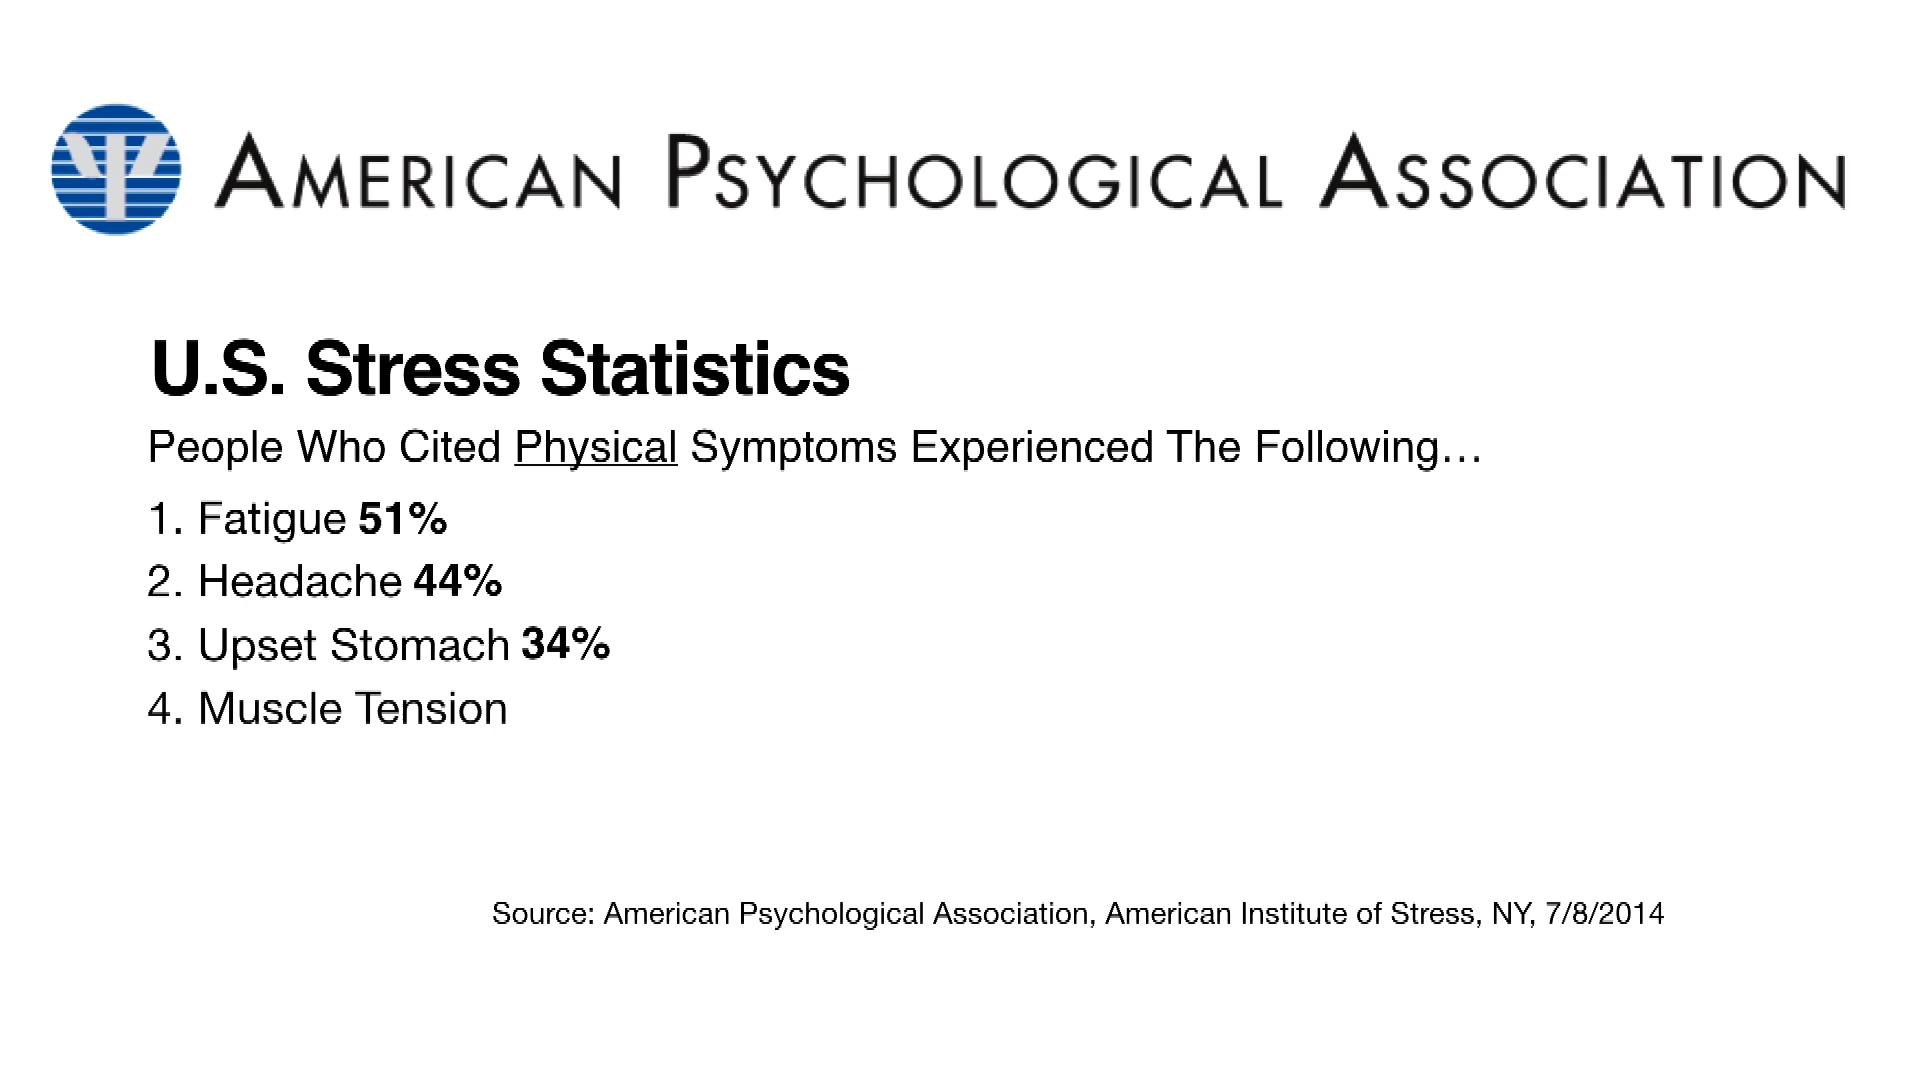 AMERICAN PSYCHOLOGICAL ASSOCIATION
U.S. Stress Statistics
People Who Cited Physical Symptoms Experienced The Following…
1. Fatigue 51%
2. Headache 44%
3. Upset Stomach 34%
4. Muscle Tension
Source: American Psychological Association, American Institute of Stress, NY, 7/8/2014